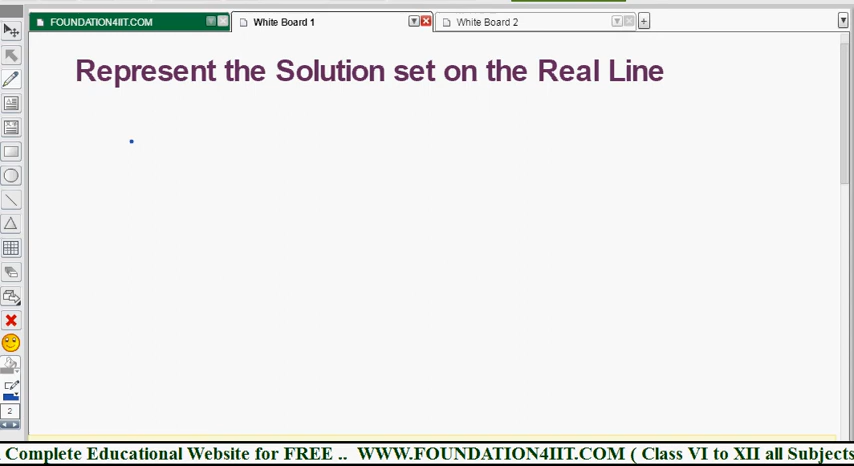 FOUNDATION4IIT.COM
White Board 1
White Board 2
Represent the Solution set on the Real Line
2
Complete Educational Website for FREE .. WWW.FOUNDATION4IIT.COM ( Class VI to XII all Subjects